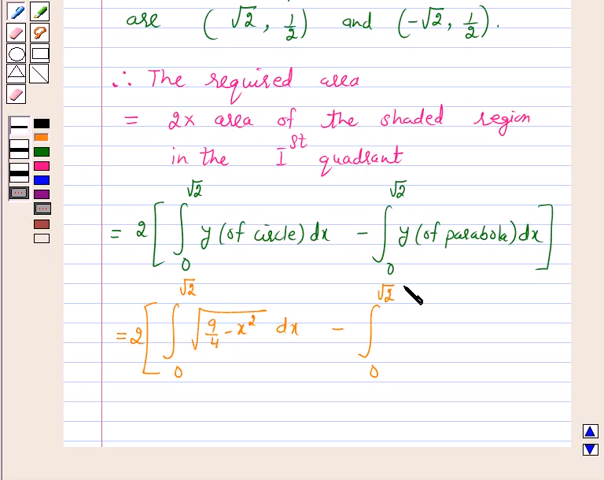 are (√2, 1/2) and (-√2, 1/2).
∴ The required area
= 2x area of the shaded region
in the Ist quadrant
= 2[∫₀^√2 y (of circle) dx - ∫₀^√2 y (of parabola) dx]
= 2[∫₀^√2 √(9/4 - x²) dx - ∫₀^√2